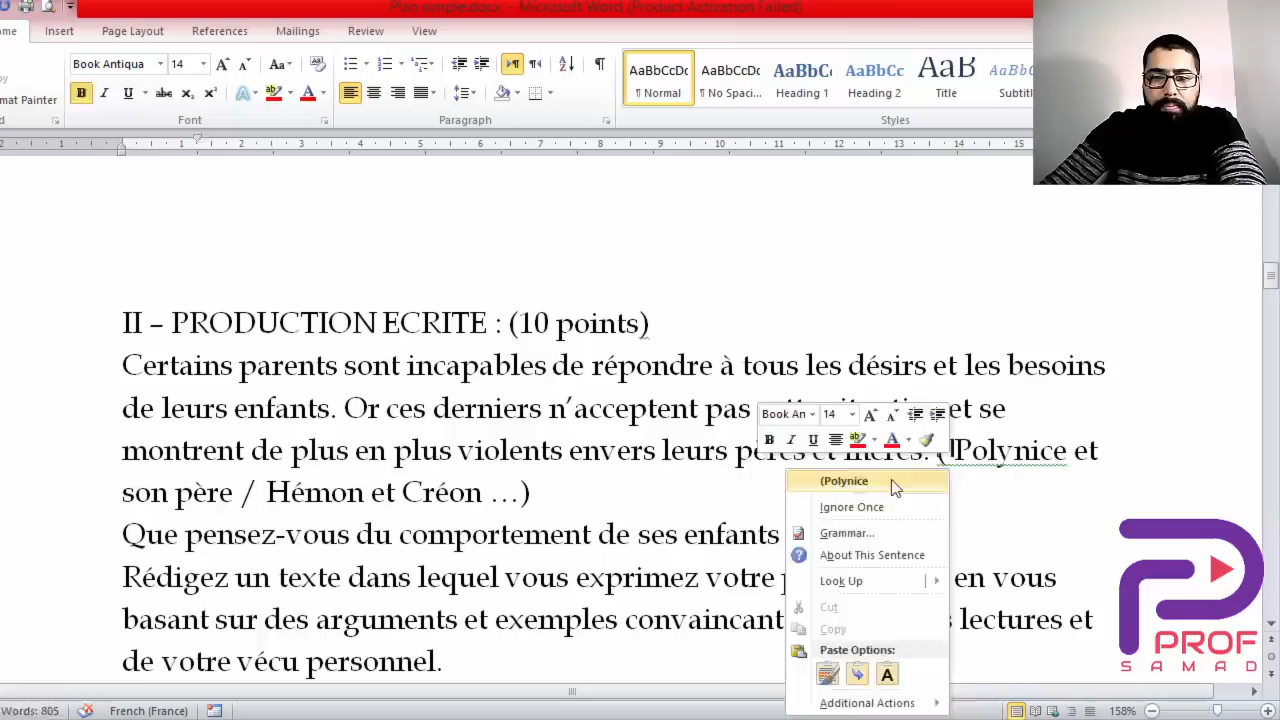 Plan simple.docx - Microsoft Word (Product Activation Failed)
Insert Page Layout References Mailings Review View
Book Antiqua 14
Format Painter
Font Paragraph Styles
AaBbCcDc AaBbCcDc AaBbC AaBbCc AaB
¶ Normal ¶ No Spaci... Heading 1 Heading 2 Title
II – PRODUCTION ECRITE : (10 points)
Certains parents sont incapables de répondre à tous les désirs et les besoins
de leurs enfants. Or ces derniers n’acceptent pas et se
montrent de plus en plus violents envers leurs (Polynice et
son père / Hémon et Créon …)
Que pensez-vous du comportement de ses enfants
Rédigez un texte dans lequel vous exprimez votre en vous
basant sur des arguments et exemples convaincant lectures et
de votre vécu personnel.
Book An 14
(Polynice
Ignore Once
Grammar...
About This Sentence
Look Up
Cut
Copy
Paste Options:
Additional Actions
PROF
SAMAD
Words: 805 French (France) 158%